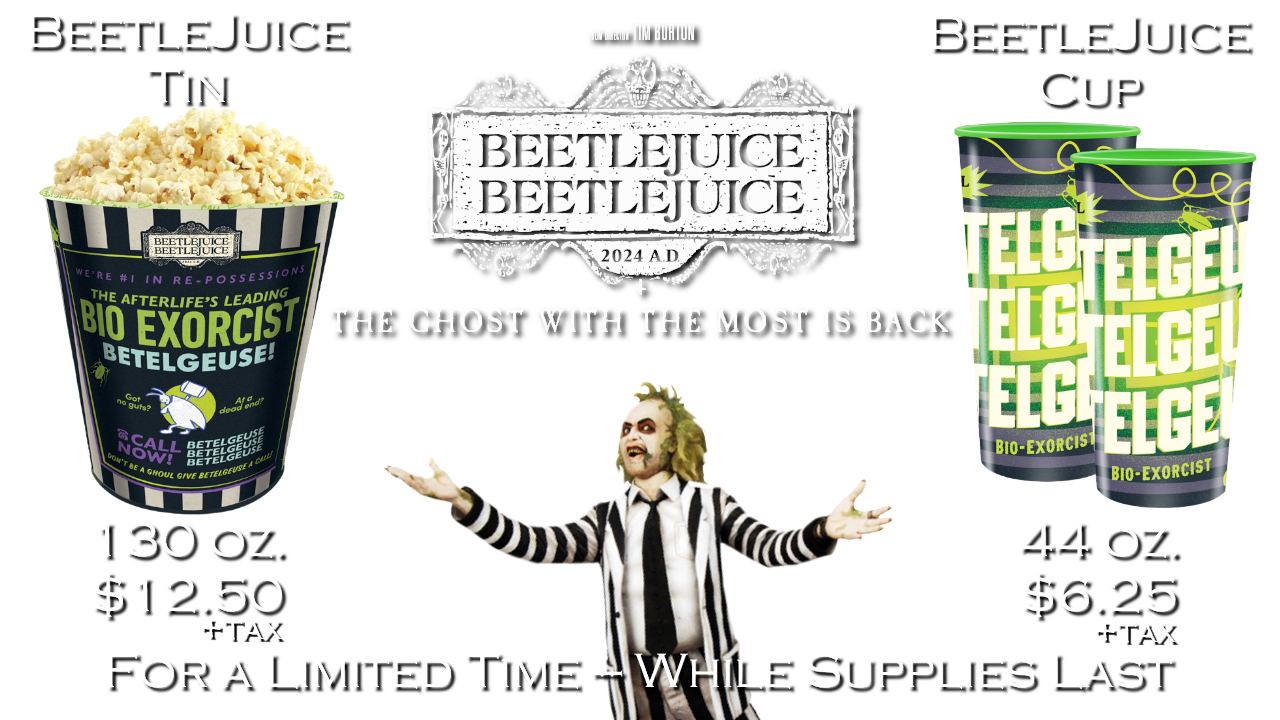 BeetleJuice
Tin
BEETLEJUICE
BEETLEJUICE
WE'RE #1 IN RE-POSSESSIONS
THE AFTERLIFE'S LEADING
BIO EXORCIST
BETELGEUSE!
Got
no guts?
At a
dead end?
CALL
NOW!
BETELGEUSE
BETELGEUSE
BETELGEUSE
DON'T BE A GHOUL GIVE BETELGEUSE A CALL!
130 oz.
$12.50
+TAX
TIM BURTON
BEETLEJUICE
BEETLEJUICE
2024 A.D.
THE GHOST WITH THE MOST IS BACK
BeetleJuice
Cup
L
TELG
TELG
TELG
BIO-EXORCIST
L
TELGEU
TELGEU
TELGEU
BIO-EXORCIST
44 oz.
$6.25
+TAX
For a Limited Time – While Supplies Last